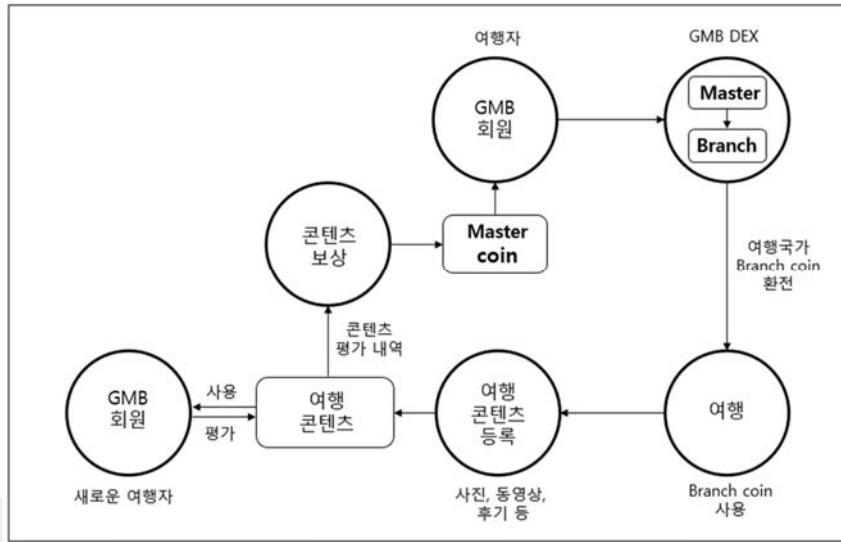 여행자
GMB DEX
GMB
회원
Master
Branch
콘텐츠
보상
Master
coin
여행국가
Branch coin
환전
콘텐츠
평가 내역
GMB
회원
사용
평가
여행
콘텐츠
여행
콘텐츠
등록
여행
새로운 여행자
사진, 동영상,
후기 등
Branch coin
사용